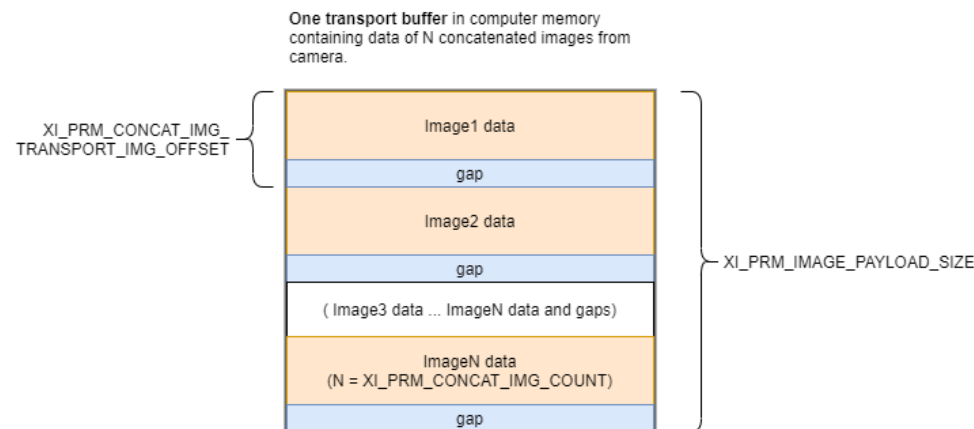 One transport buffer in computer memory
containing data of N concatenated images from
camera.
XI_PRM_CONCAT_IMG_
TRANSPORT_IMG_OFFSET
Image1 data
gap
Image2 data
gap
( Image3 data ... ImageN data and gaps)
ImageN data
(N = XI_PRM_CONCAT_IMG_COUNT)
gap
XI_PRM_IMAGE_PAYLOAD_SIZE